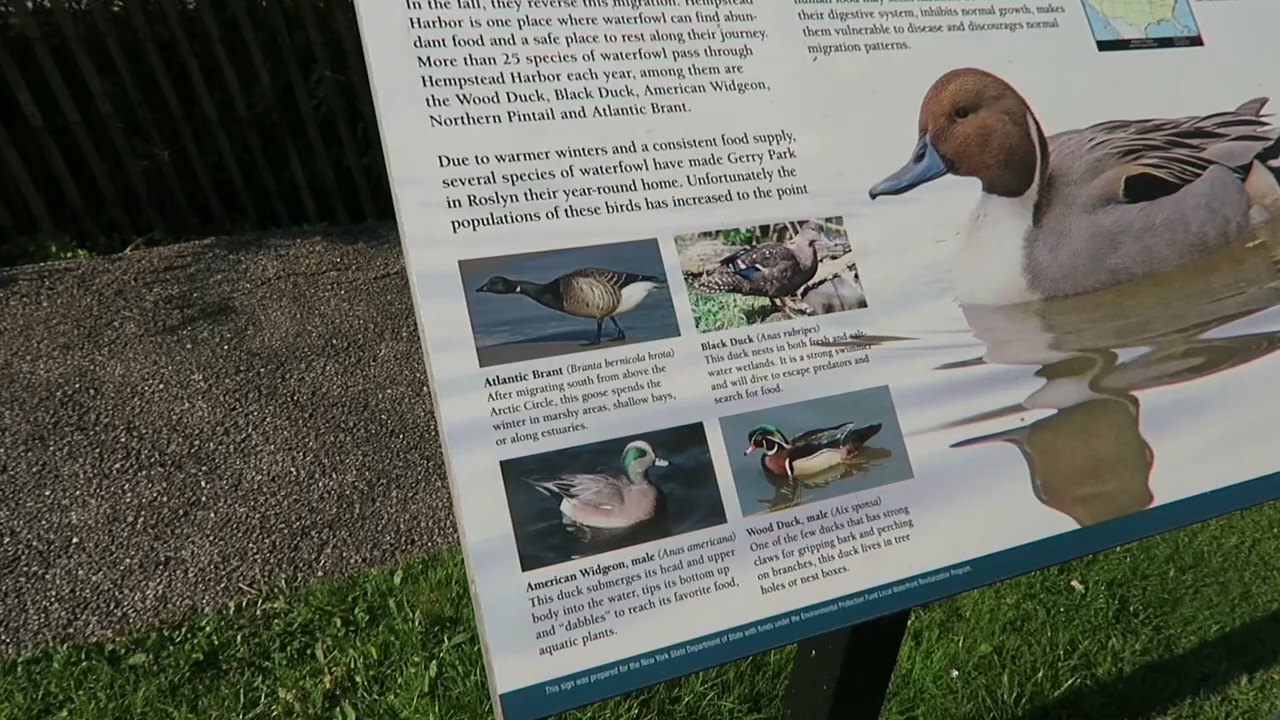 In the fall, they reverse this migration. Hempstead
Harbor is one place where waterfowl can find abun-
dant food and a safe place to rest along their journey.
More than 25 species of waterfowl pass through
Hempstead Harbor each year, among them are
the Wood Duck, Black Duck, American Widgeon,
Northern Pintail and Atlantic Brant.
Due to warmer winters and a consistent food supply,
several species of waterfowl have made Gerry Park
in Roslyn their year-round home. Unfortunately the
populations of these birds has increased to the point
their digestive system, inhibits normal growth, makes
them vulnerable to disease and discourages normal
migration patterns.
Atlantic Brant (Branta bernicola hrota)
After migrating south from above the
Arctic Circle, this goose spends the
winter in marshy areas, shallow bays,
or along estuaries.
Black Duck (Anas rubripes)
This duck nests in both fresh and salt-
water wetlands. It is a strong swimmer
and will dive to escape predators and
search for food.
American Widgeon, male (Anas americana)
This duck submerges its head and upper
body into the water, tips its bottom up
and "dabbles" to reach its favorite food,
aquatic plants.
Wood Duck, male (Aix sponsa)
One of the few ducks that has strong
claws for gripping bark and perching
on branches, this duck lives in tree
holes or nest boxes.
This sign was prepared for the New York State Department of State with funds under the Environmental Protection Fund Local Waterfront Revitalization Program.